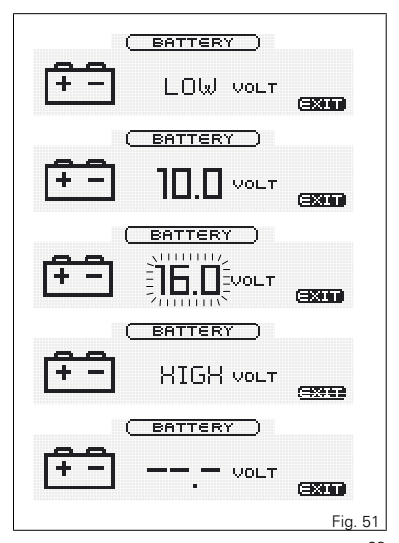 BATTERY
+ - LOW VOLT
EXIT
BATTERY
+ - 10.0 VOLT
EXIT
BATTERY
+ - 16.0 VOLT
EXIT
BATTERY
+ - HIGH VOLT
EXIT
BATTERY
+ - --.- VOLT
EXIT
Fig. 51